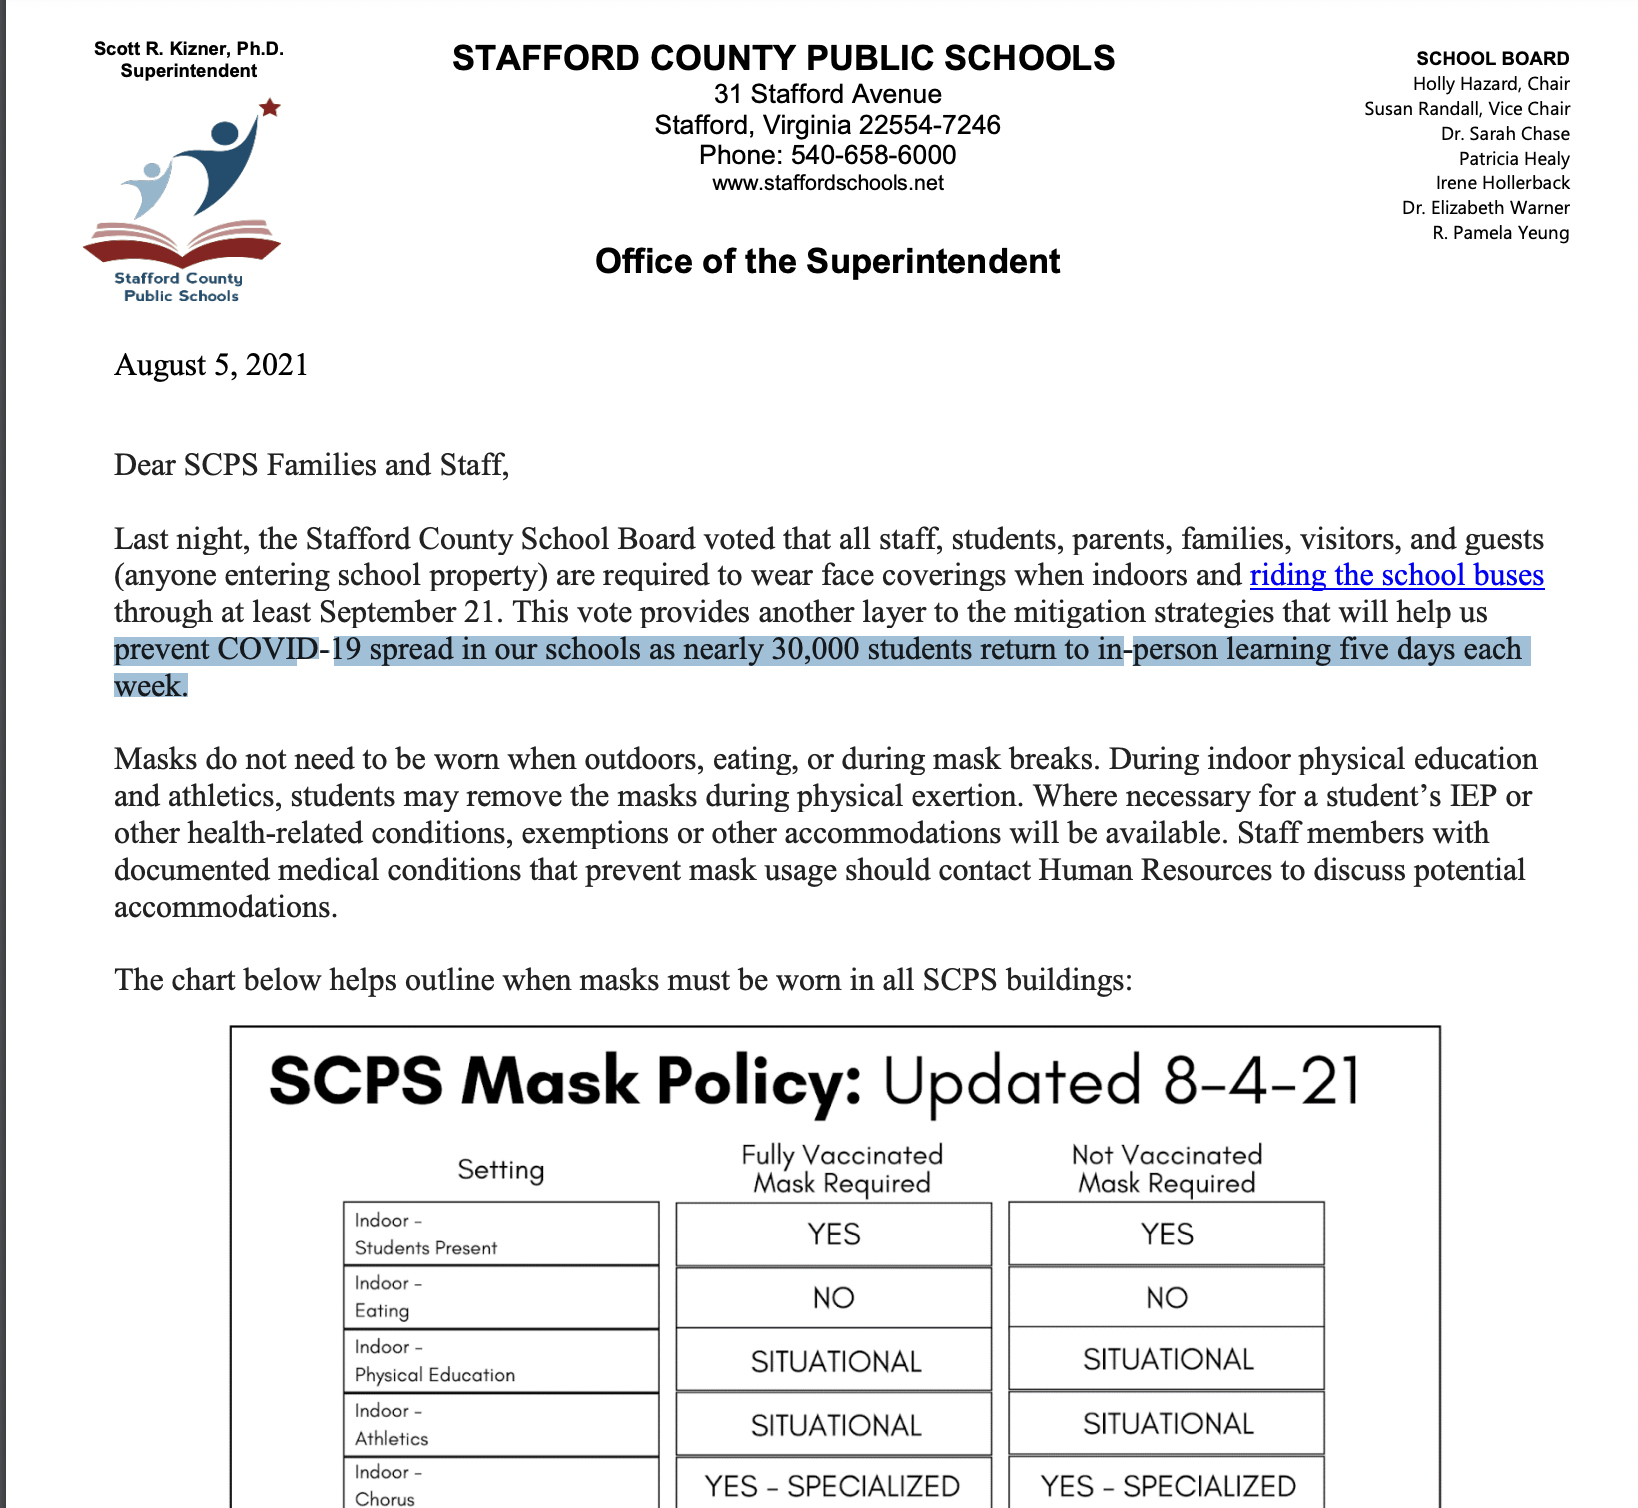 Scott R. Kizner, Ph.D.
Superintendent
Stafford County
Public Schools
STAFFORD COUNTY PUBLIC SCHOOLS
31 Stafford Avenue
Stafford, Virginia 22554-7246
Phone: 540-658-6000
www.staffordschools.net
Office of the Superintendent
SCHOOL BOARD
Holly Hazard, Chair
Susan Randall, Vice Chair
Dr. Sarah Chase
Patricia Healy
Irene Hollerback
Dr. Elizabeth Warner
R. Pamela Yeung
August 5, 2021
Dear SCPS Families and Staff,
Last night, the Stafford County School Board voted that all staff, students, parents, families, visitors, and guests
(anyone entering school property) are required to wear face coverings when indoors and riding the school buses
through at least September 21. This vote provides another layer to the mitigation strategies that will help us
prevent COVID-19 spread in our schools as nearly 30,000 students return to in-person learning five days each
week.
Masks do not need to be worn when outdoors, eating, or during mask breaks. During indoor physical education
and athletics, students may remove the masks during physical exertion. Where necessary for a student’s IEP or
other health-related conditions, exemptions or other accommodations will be available. Staff members with
documented medical conditions that prevent mask usage should contact Human Resources to discuss potential
accommodations.
The chart below helps outline when masks must be worn in all SCPS buildings:
SCPS Mask Policy: Updated 8-4-21
Setting
Fully Vaccinated
Mask Required
Not Vaccinated
Mask Required
Indoor -
Students Present
YES
YES
Indoor -
Eating
NO
NO
Indoor -
Physical Education
SITUATIONAL
SITUATIONAL
Indoor -
Athletics
SITUATIONAL
SITUATIONAL
Indoor -
Chorus
YES - SPECIALIZED
YES - SPECIALIZED